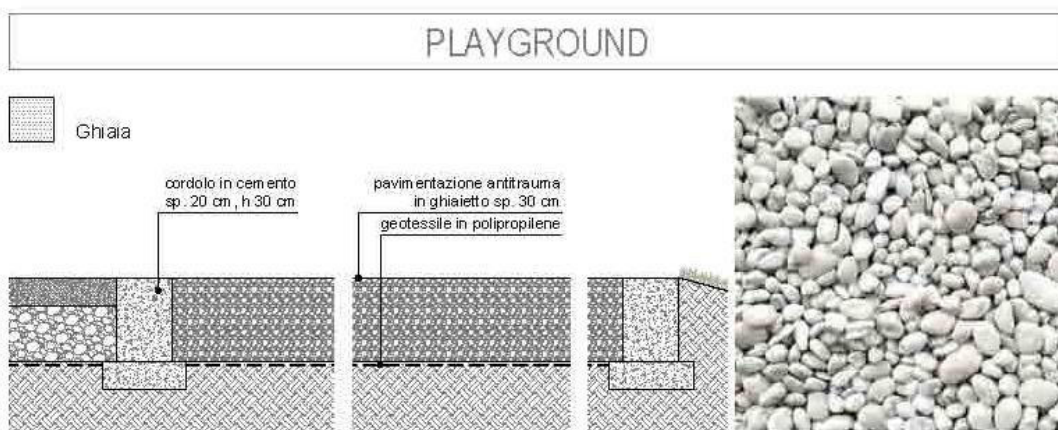 PLAYGROUND
Ghiaia
cordolo in cemento
sp. 20 cm, h 30 cm
pavimentazione antitrauma
in ghiaietto sp. 30 cm
geotessile in polipropilene